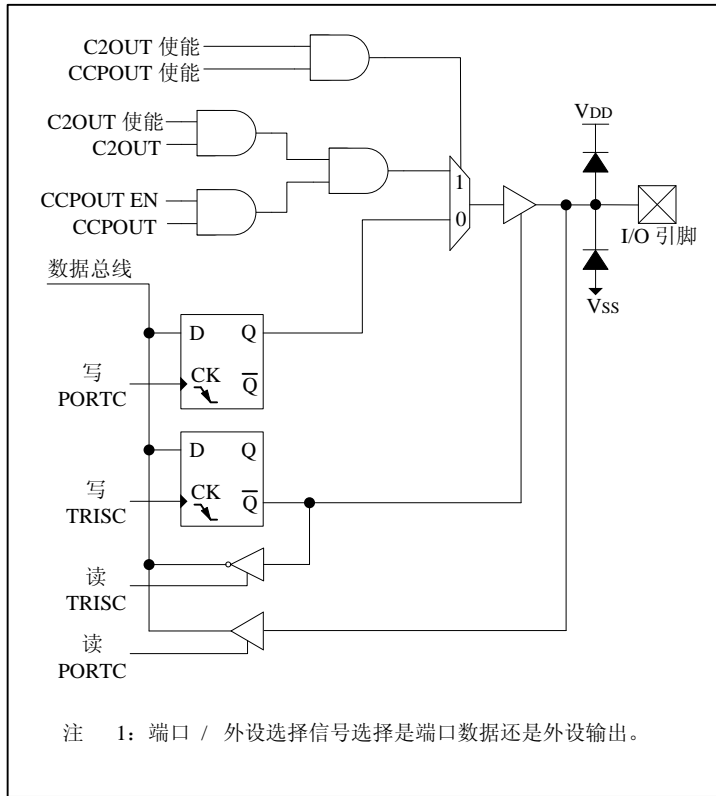 C2OUT 使能
CCPOUT 使能
C2OUT 使能
C2OUT
CCPOUT EN
CCPOUT
VDD
1
0
I/O 引脚
VSS
数据总线
D Q
CK Q̅
写
PORTC
D Q
CK Q̅
写
TRISC
读
TRISC
读
PORTC
注 1：端口 / 外设选择信号选择是端口数据还是外设输出。